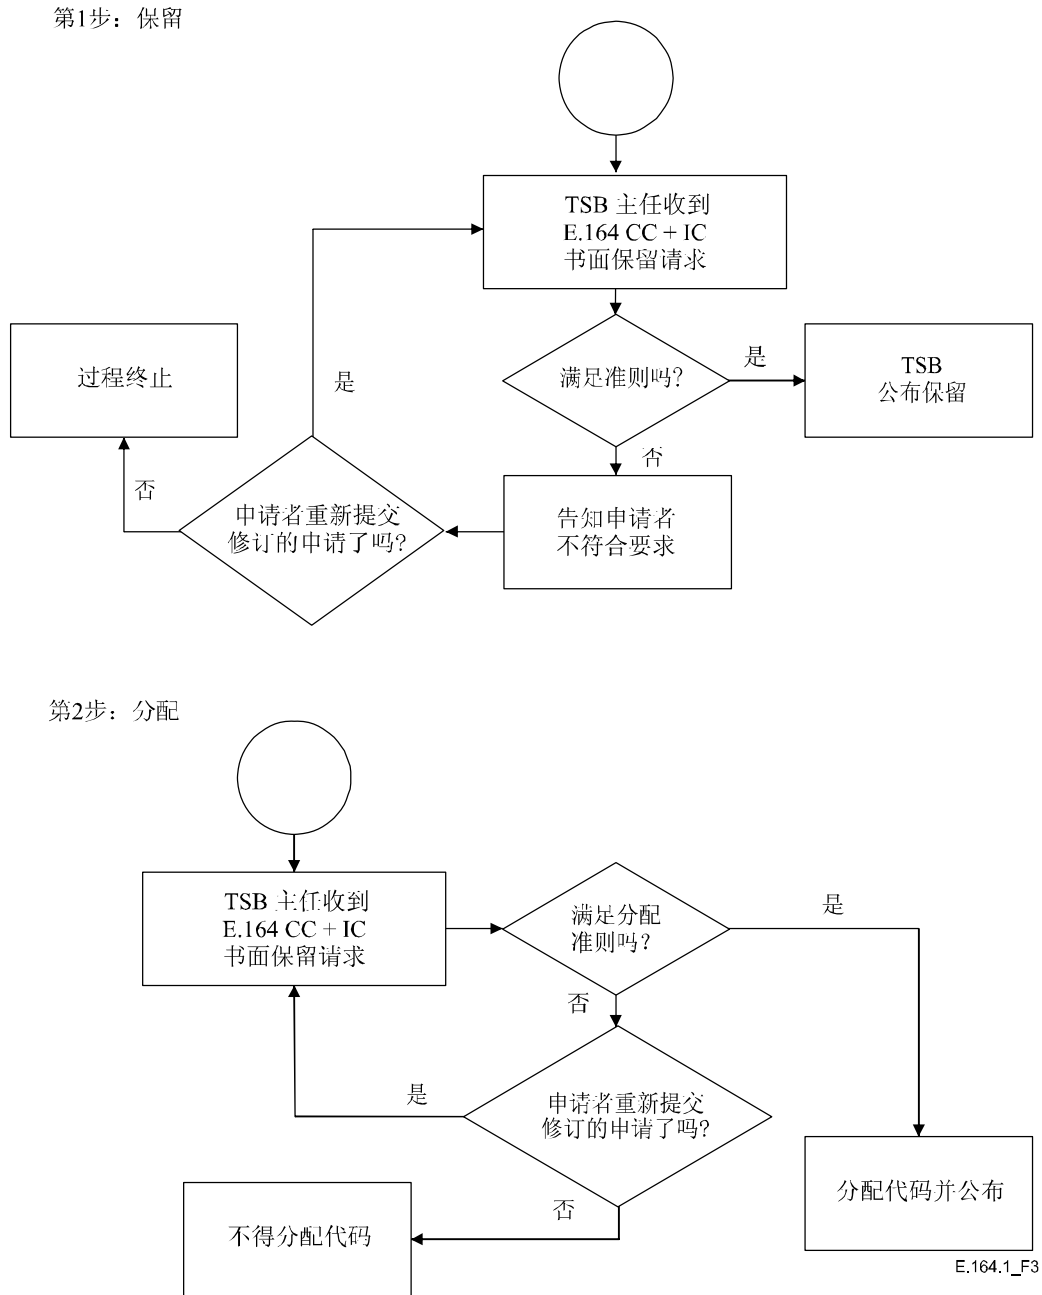 第1步：保留
TSB 主任收到
E.164 CC + IC
书面保留请求
满足准则吗?
是
TSB
公布保留
否
告知申请者
不符合要求
申请者重新提交
修订的申请了吗?
是
否
过程终止
第2步：分配
TSB 主任收到
E.164 CC + IC
书面保留请求
满足分配
准则吗?
是
否
申请者重新提交
修订的申请了吗?
是
否
不得分配代码
分配代码并公布
E.164.1_F3